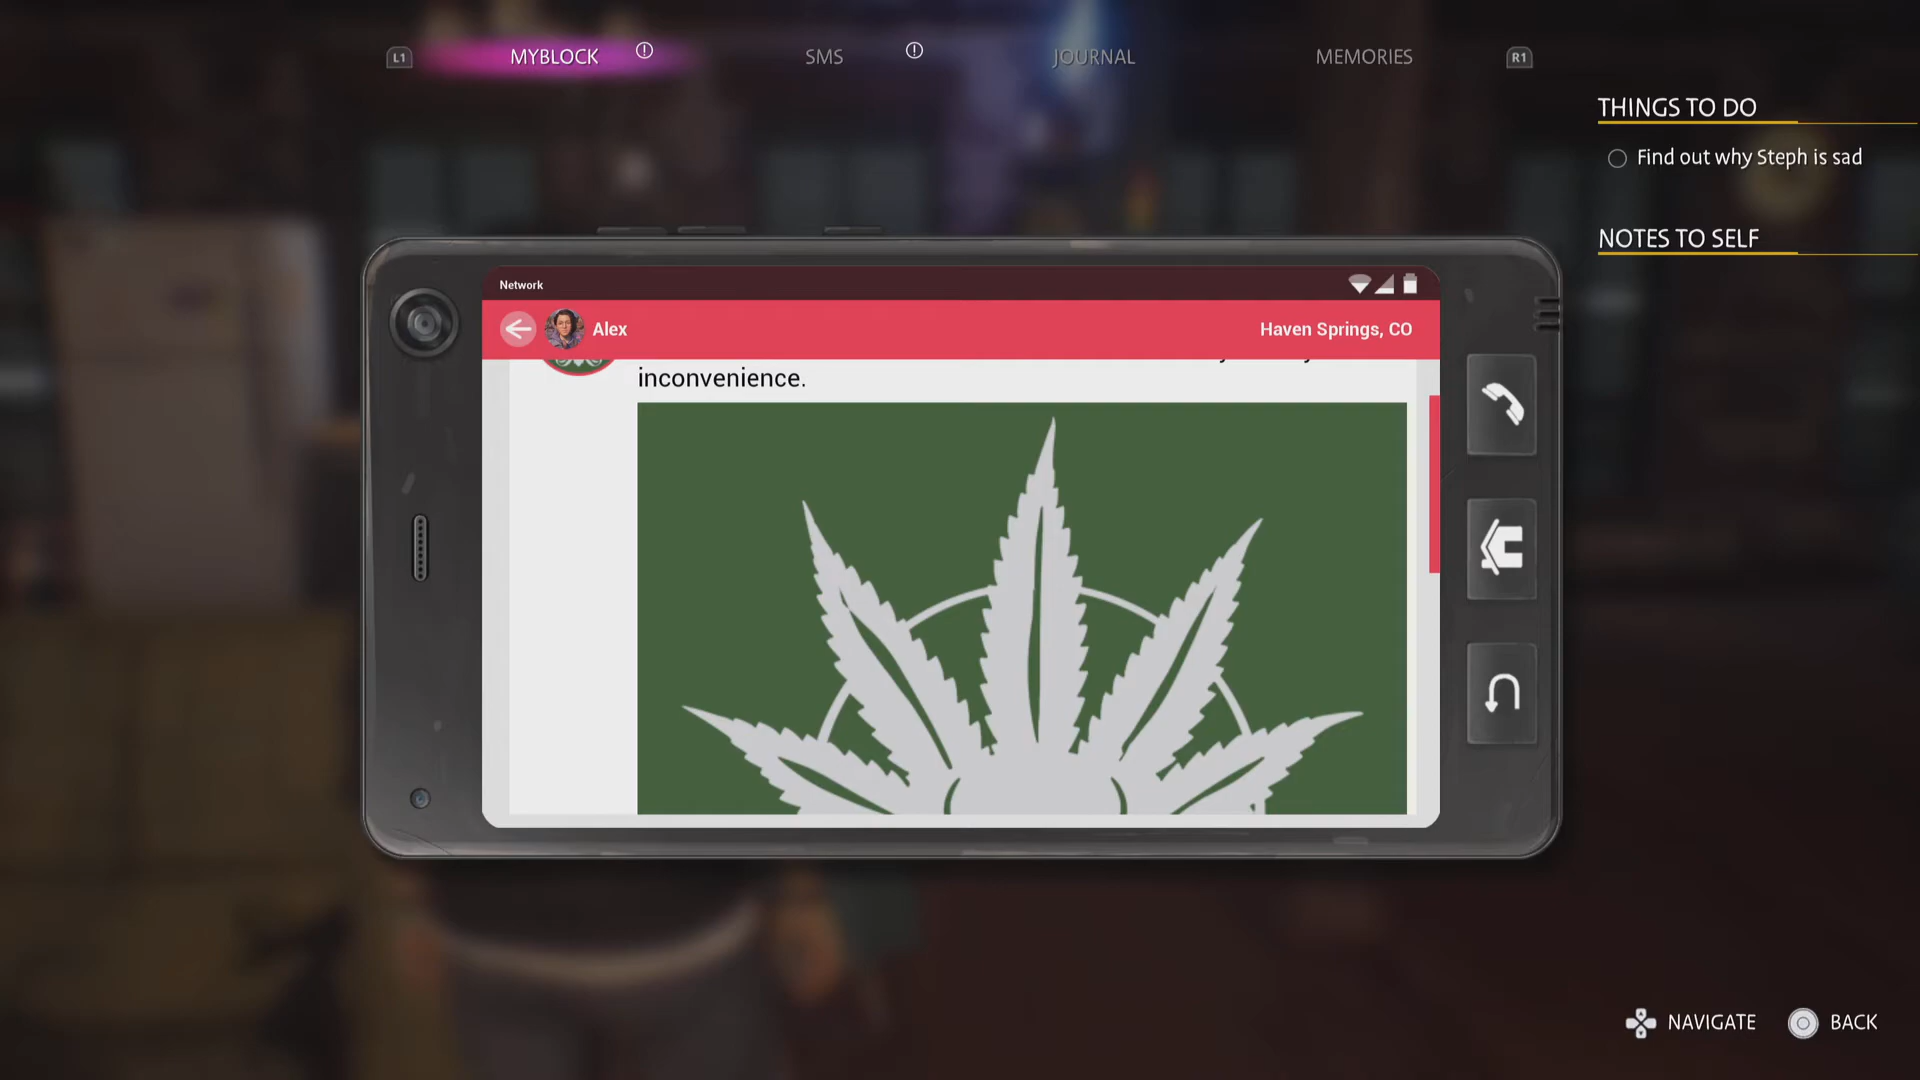 L1
MYBLOCK
SMS
JOURNAL
MEMORIES
R1
THINGS TO DO
Find out why Steph is sad
NOTES TO SELF
Network
Alex
Haven Springs, CO
inconvenience.
NAVIGATE
BACK